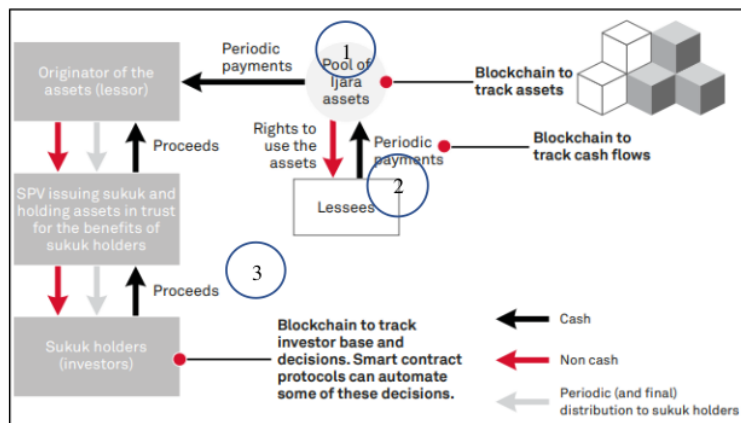 Periodic
payments
1
Pool of
Ijara
assets
Originator of the
assets (lessor)
Blockchain to
track assets
Proceeds
Rights to
use the
assets
Periodic
payments
Blockchain to
track cash flows
2
Lessees
SPV issuing sukuk and
holding assets in trust
for the benefits of
sukuk holders
3
Proceeds
Sukuk holders
(investors)
Blockchain to track
investor base and
decisions. Smart contract
protocols can automate
some of these decisions.
Cash
Non cash
Periodic (and final)
distribution to sukuk holders